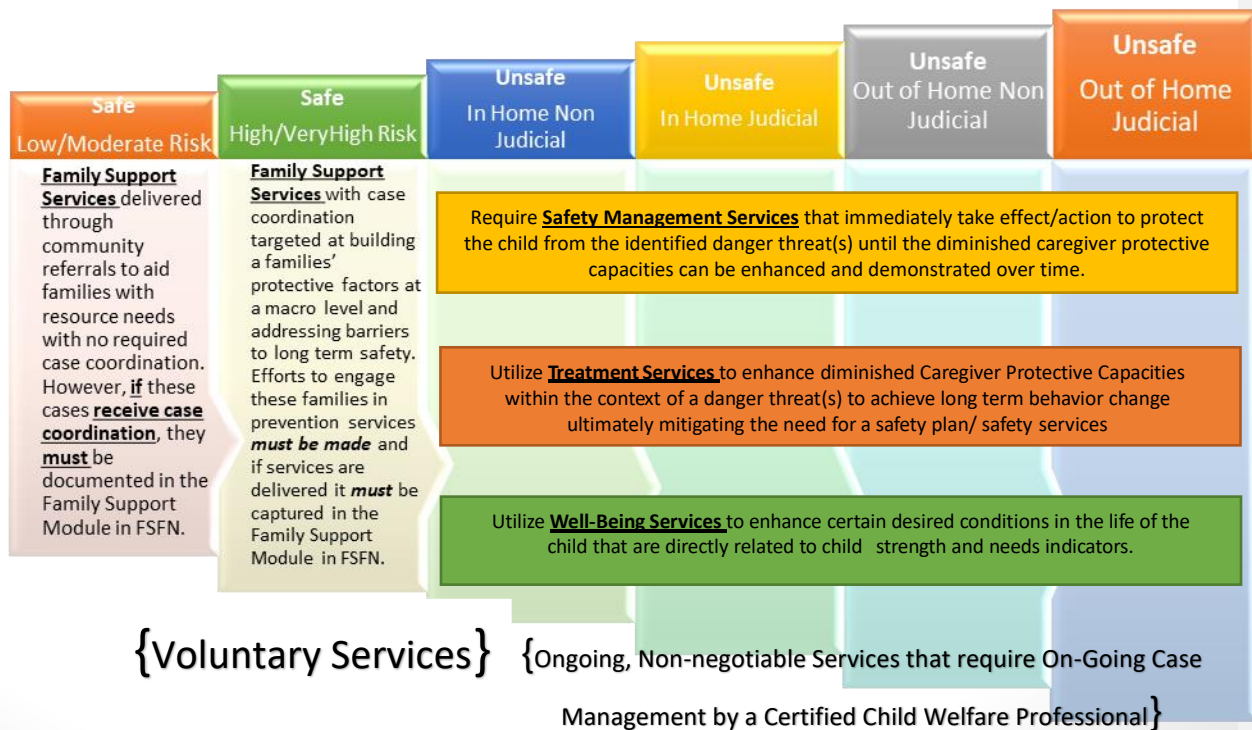 Safe
Low/Moderate Risk
Safe
High/VeryHigh Risk
Unsafe
In Home Non
Judicial
Unsafe
In Home Judicial
Unsafe
Out of Home Non
Judicial
Unsafe
Out of Home
Judicial
Family Support
Services delivered
through
community
referrals to aid
families with
resource needs
with no required
case coordination.
However, if these
cases receive case
coordination, they
must be
documented in the
Family Support
Module in FSFN.
Family Support
Services with case
coordination
targeted at building
a families'
protective factors at
a macro level and
addressing barriers
to long term safety.
Efforts to engage
these families in
prevention services
must be made and
if services are
delivered it must be
captured in the
Family Support
Module in FSFN.
Require Safety Management Services that immediately take effect/action to protect
the child from the identified danger threat(s) until the diminished caregiver protective
capacities can be enhanced and demonstrated over time.
Utilize Treatment Services to enhance diminished Caregiver Protective Capacities
within the context of a danger threat(s) to achieve long term behavior change
ultimately mitigating the need for a safety plan/ safety services
Utilize Well-Being Services to enhance certain desired conditions in the life of the
child that are directly related to child strength and needs indicators.
{Voluntary Services}
{Ongoing, Non-negotiable Services that require On-Going Case
Management by a Certified Child Welfare Professional}